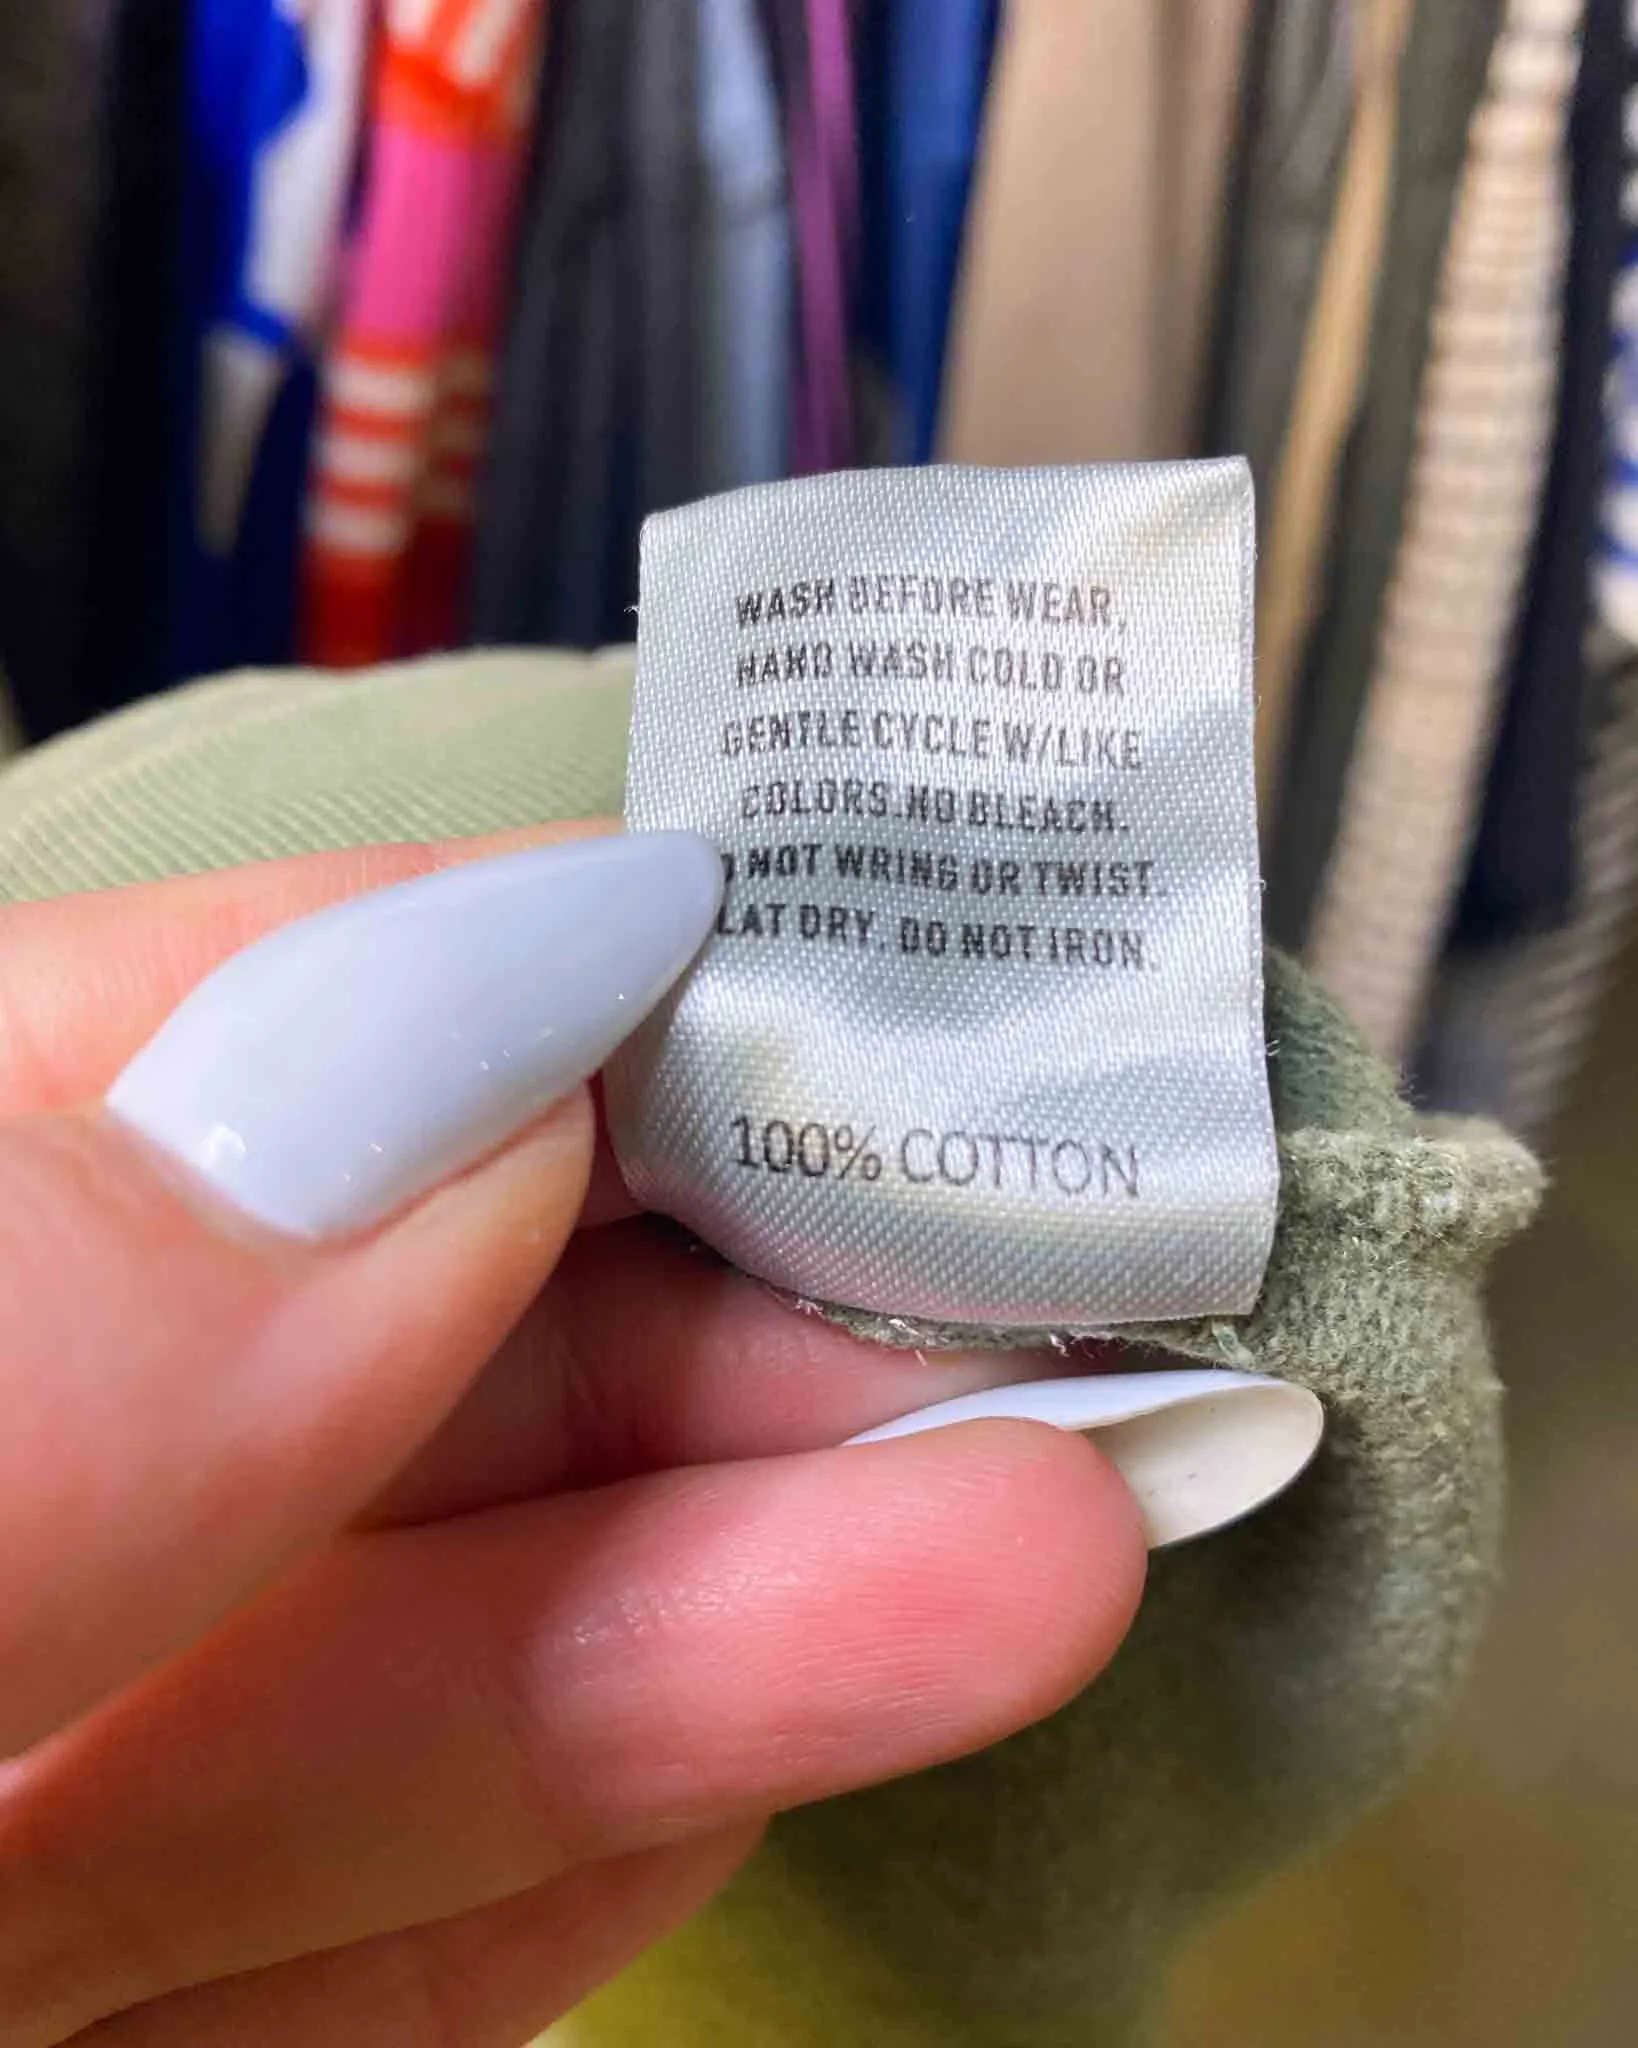 WASH BEFORE WEAR,
HAND WASH COLD OR
GENTLE CYCLE W/LIKE
COLORS.NO BLEACH.
O NOT WRING OR TWIST.
LAT DRY. DO NOT IRON.
100% COTTON